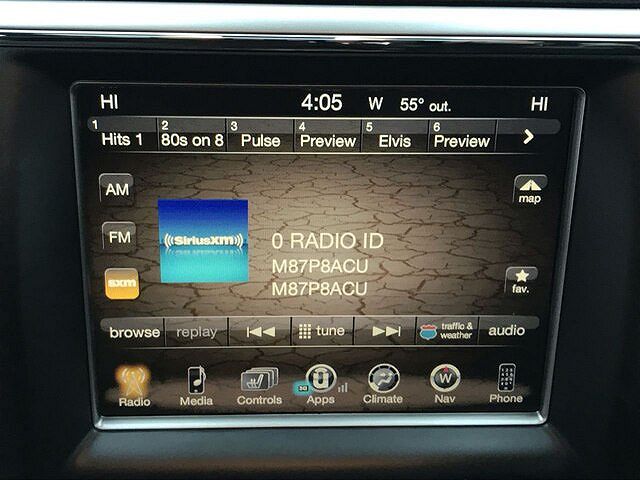 HI 4:05 W 55° out. HI
1 Hits 1 2 80s on 8 3 Pulse 4 Preview 5 Elvis 6 Preview
AM
map
FM
((SiriusXM))
0 RADIO ID
M87P8ACU
M87P8ACU
sxm
fav.
browse replay tune traffic & weather audio
Radio Media Controls 3G Apps Climate W Nav Phone